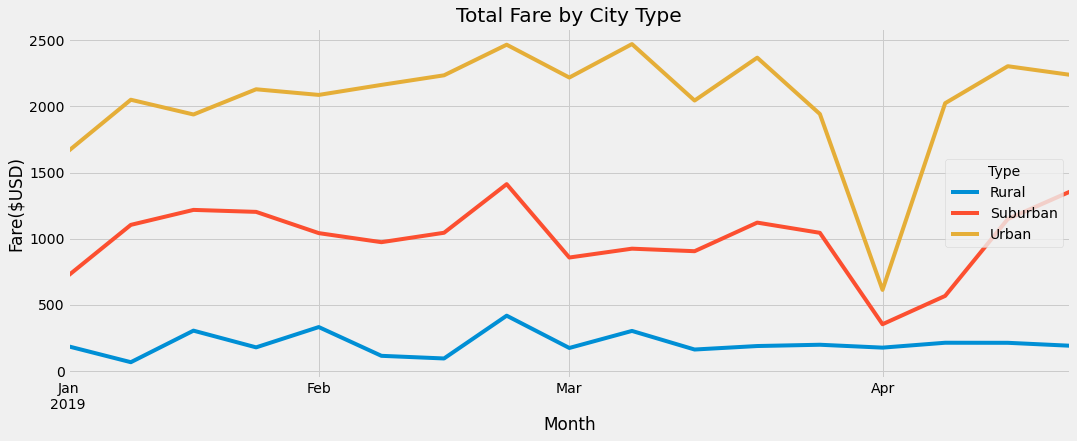 Total Fare by City Type
Fare($USD)
2500
2000
1500
1000
500
0
Type
Rural
Suburban
Urban
Jan Feb Mar Apr
2019
Month